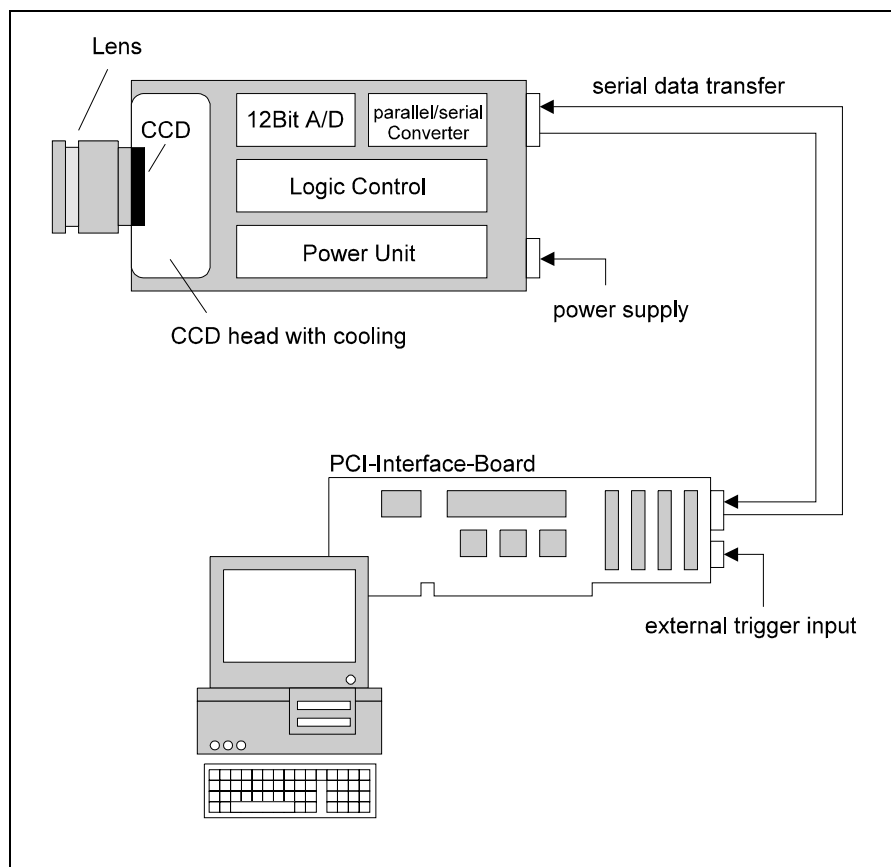 Lens
serial data transfer
CCD
12Bit A/D
parallel/serial
Converter
Logic Control
Power Unit
power supply
CCD head with cooling
PCI-Interface-Board
external trigger input